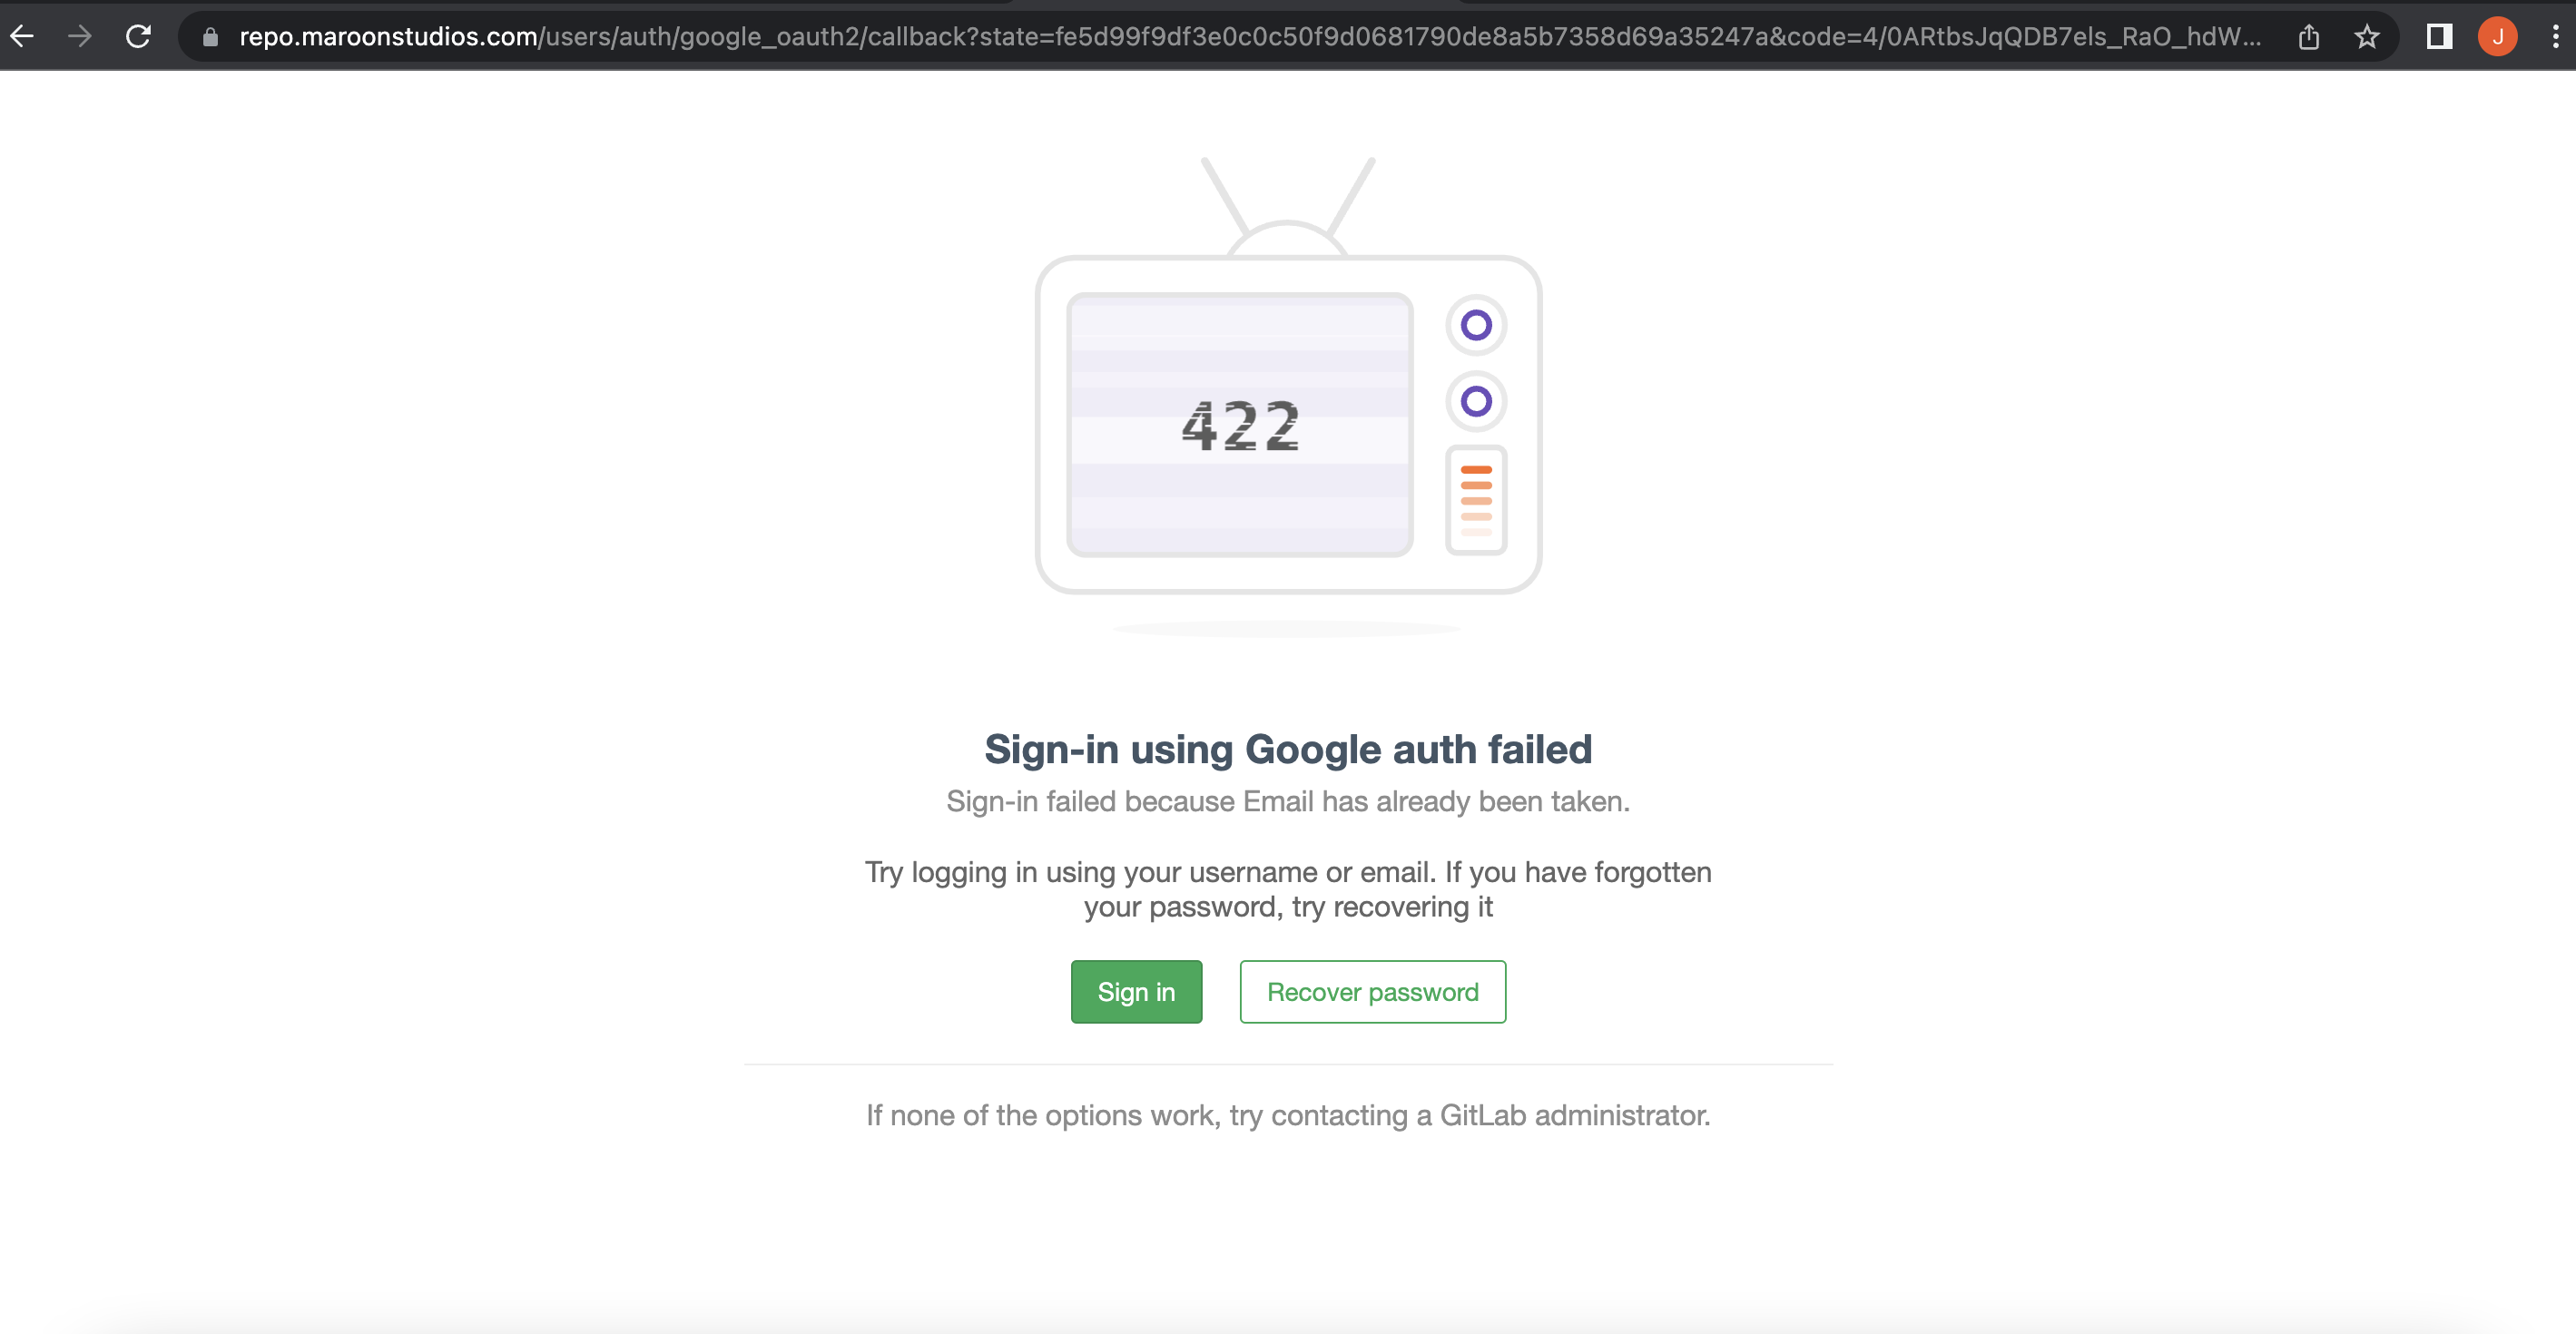 repo.maroonstudios.com/users/auth/google_oauth2/callback?state=fe5d99f9df3e0c0c50f9d0681790de8a5b7358d69a35247a&code=4/0ARtbsJqQDB7els_RaO_hdW...
J
422
Sign-in using Google auth failed
Sign-in failed because Email has already been taken.
Try logging in using your username or email. If you have forgotten
your password, try recovering it
Sign in
Recover password
If none of the options work, try contacting a GitLab administrator.